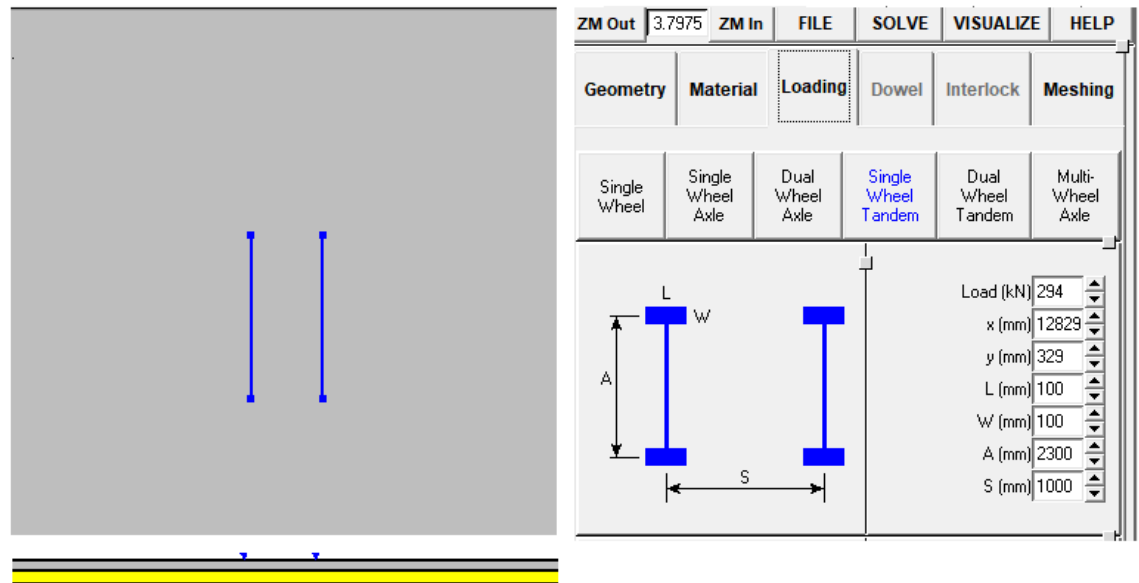 ZM Out 3.7975 ZM In FILE SOLVE VISUALIZE HELP
Geometry Material Loading Dowel Interlock Meshing
Single Wheel
Single Wheel Axle
Dual Wheel Axle
Single Wheel Tandem
Dual Wheel Tandem
Multi-Wheel Axle
L
W
A
S
Load (kN) 294
x (mm) 12829
y (mm) 329
L (mm) 100
W (mm) 100
A (mm) 2300
S (mm) 1000